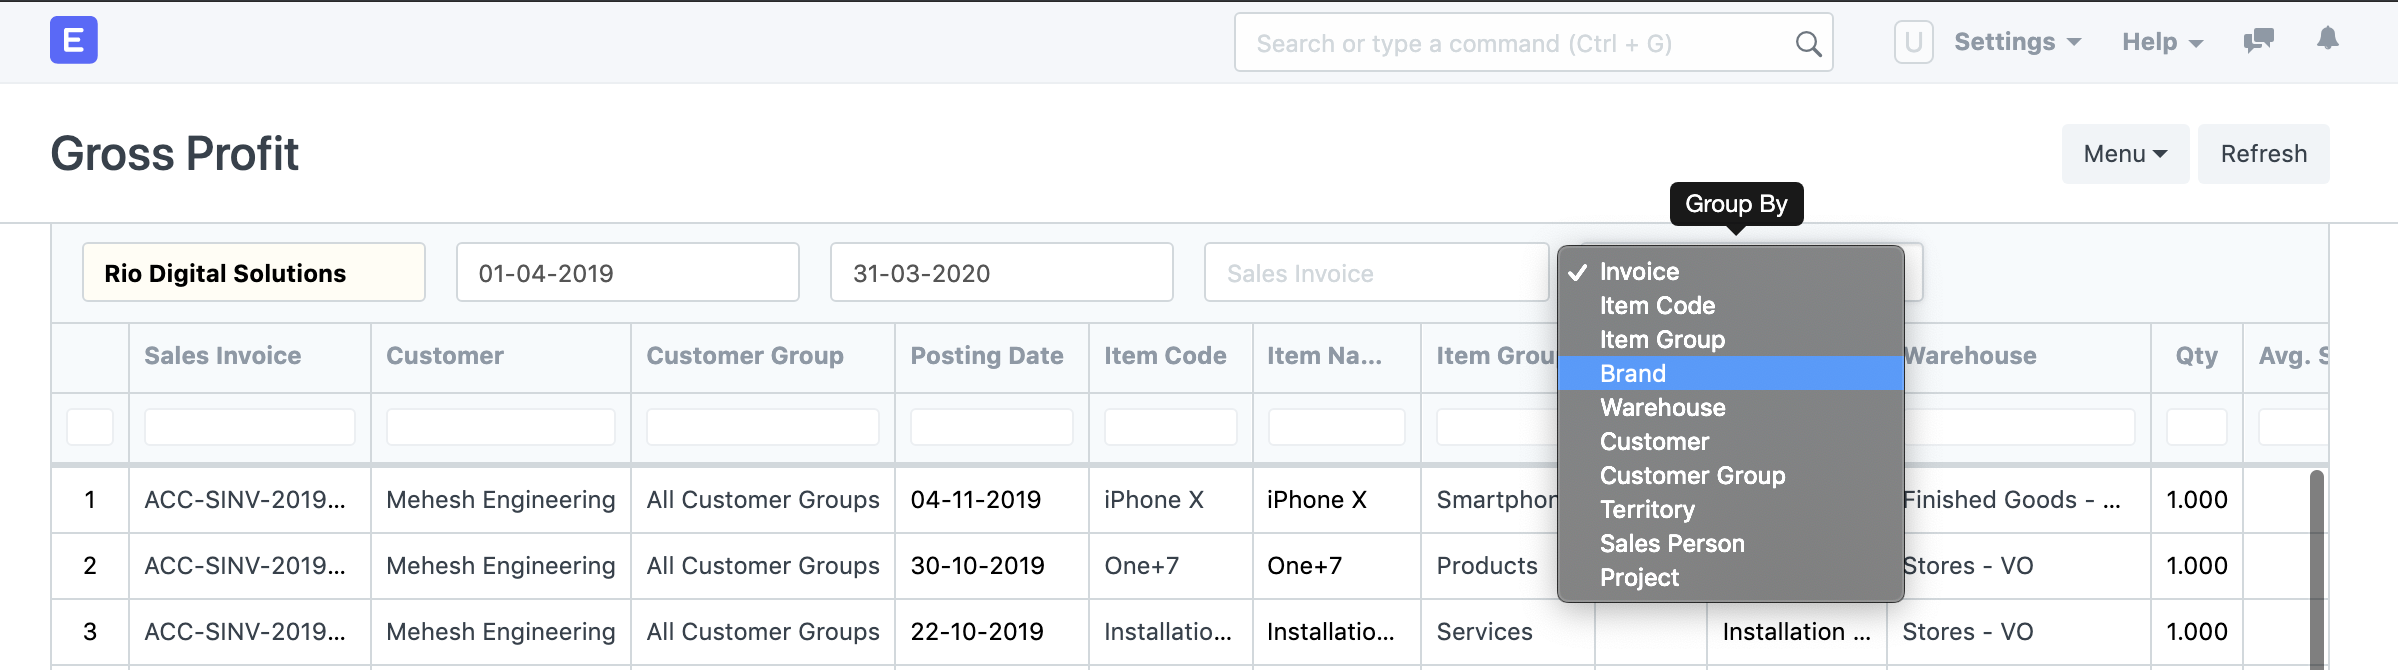 E
Search or type a command (Ctrl + G)
U Settings Help
Gross Profit
Menu Refresh
Group By
Rio Digital Solutions 01-04-2019 31-03-2020 Sales Invoice
Invoice
Item Code
Item Group
Brand
Warehouse
Customer
Customer Group
Territory
Sales Person
Project
Sales Invoice Customer Customer Group Posting Date Item Code Item Na... Item Grou Warehouse Qty Avg. S
1 ACC-SINV-2019... Mehesh Engineering All Customer Groups 04-11-2019 iPhone X iPhone X Smartphon Finished Goods - ... 1.000
2 ACC-SINV-2019... Mehesh Engineering All Customer Groups 30-10-2019 One+7 One+7 Products Stores - VO 1.000
3 ACC-SINV-2019... Mehesh Engineering All Customer Groups 22-10-2019 Installatio... Installatio... Services Installation ... Stores - VO 1.000